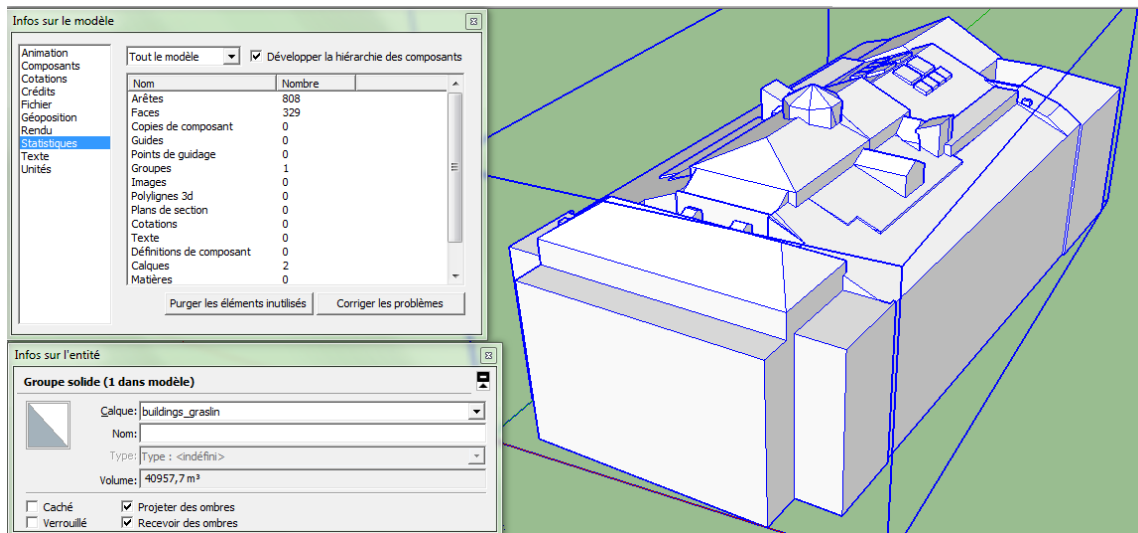 Infos sur le modèle
Animation
Composants
Cotations
Crédits
Fichier
Géoposition
Rendu
Statistiques
Texte
Unités
Tout le modèle
Développer la hiérarchie des composants
Nom Nombre
Arêtes 808
Faces 329
Copies de composant 0
Guides 0
Points de guidage 0
Groupes 1
Images 0
Polylignes 3d 0
Plans de section 0
Cotations 0
Texte 0
Définitions de composant 0
Calques 2
Matières 0
Purger les éléments inutilisés Corriger les problèmes
Infos sur l'entité
Groupe solide (1 dans modèle)
Calque: buildings_graslin
Nom:
Type: Type : <indéfini>
Volume: 40957,7 m³
Caché Projeter des ombres
Verrouillé Recevoir des ombres